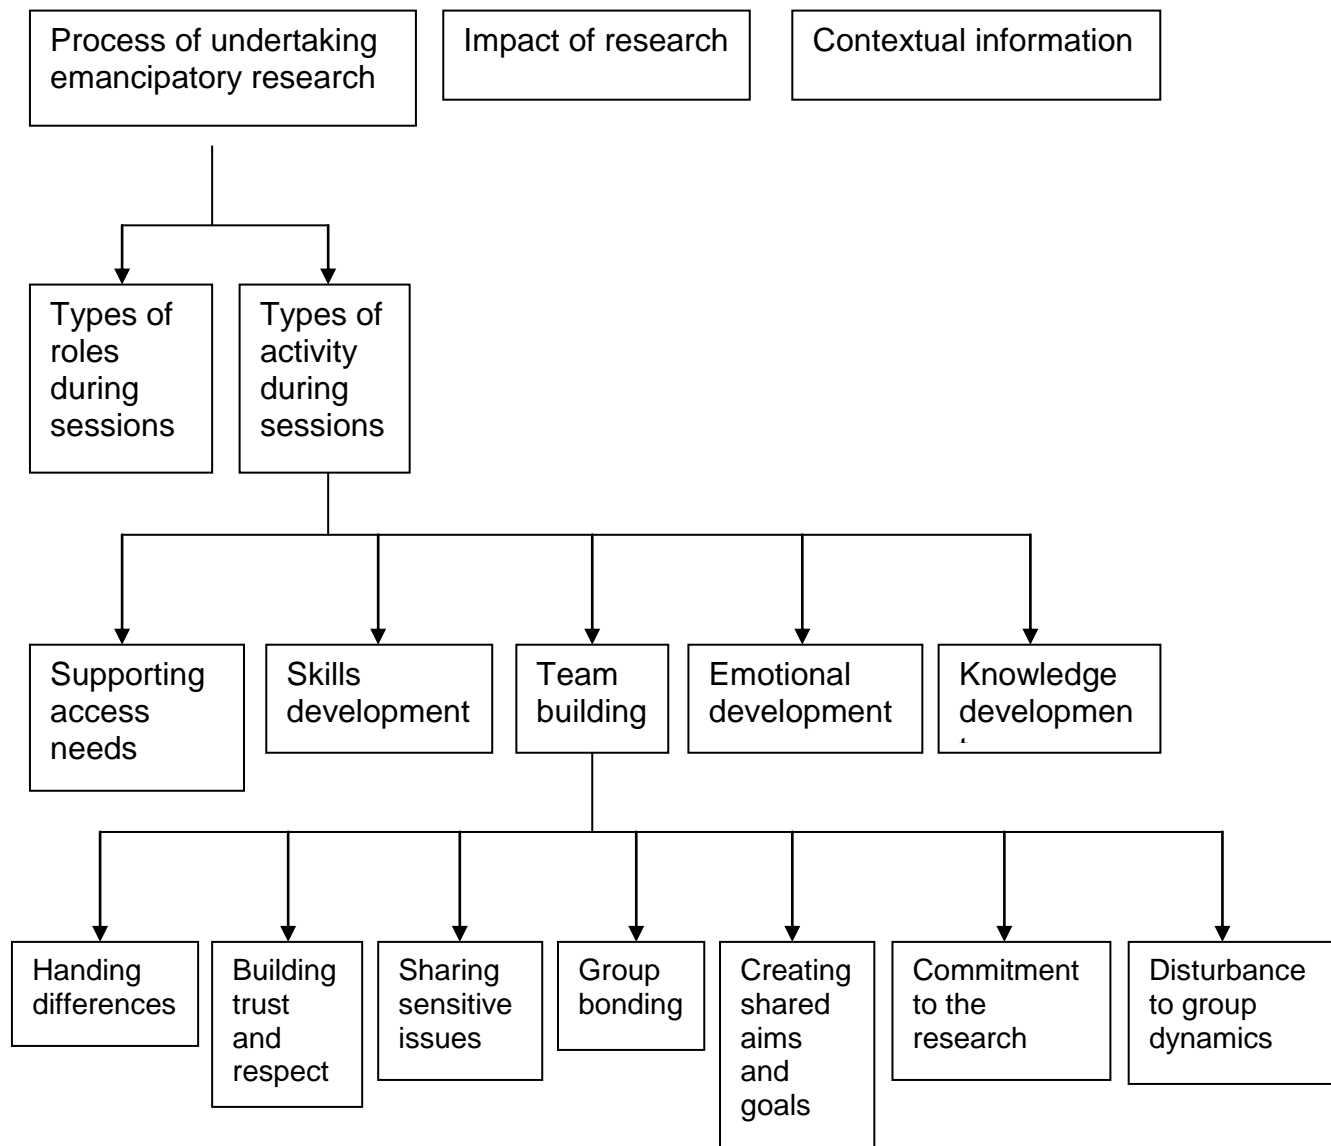 Process of undertaking
emancipatory research
Impact of research
Contextual information
Types of
roles
during
sessions
Types of
activity
during
sessions
Supporting
access
needs
Skills
development
Team
building
Emotional
development
Knowledge
developmen
Handing
differences
Building
trust
and
respect
Sharing
sensitive
issues
Group
bonding
Creating
shared
aims
and
goals
Commitment
to the
research
Disturbance
to group
dynamics